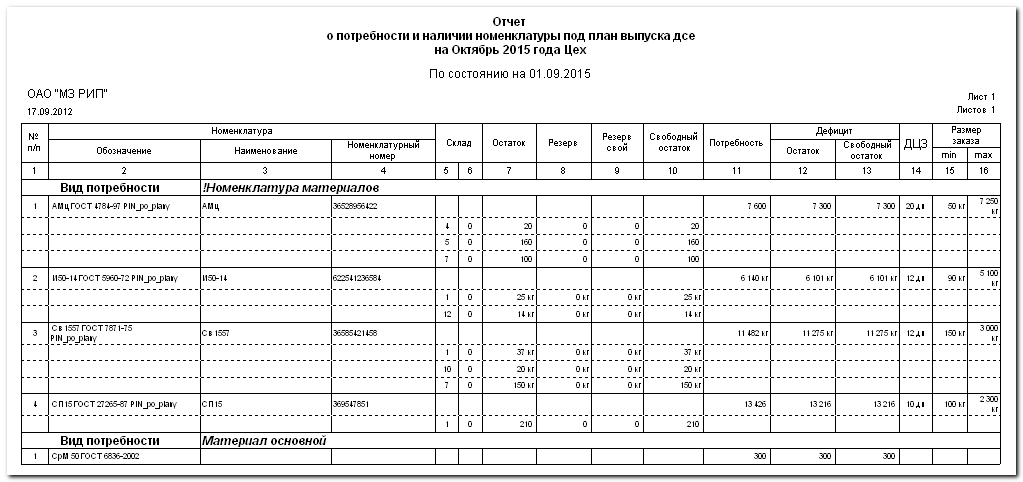 Отчет
о потребности и наличии номенклатуры под план выпуска дсе
на Октябрь 2015 года Цех
По состоянию на 01.09.2015
ОАО "МЗ РИП"
Лист 1
17.09.2012
Листов 1
№ п/п Номенклатура Склад Остаток Резерв Резерв свой Свободный остаток Потребность Дефицит ДЦЗ Размер заказа
Обозначение Наименование Номенклатурный номер Остаток Свободный остаток min max
1 2 3 4 5 6 7 8 9 10 11 12 13 14 15 16
Вид потребности !Номенклатура материалов
1 АМц ГОСТ 4784-97 PIN_po_plany АМц 36528956422 7 600 7 300 7 300 20 дн 50 кг 7 250 кг
4 0 20 0 0 20
5 0 160 0 0 160
7 0 100 0 0 100
2 И50-14 ГОСТ 5960-72 PIN_po_plany И50-14 622541236584 6 140 кг 6 101 кг 6 101 кг 12 дн 90 кг 5 100 кг
1 0 25 кг 0 кг 0 кг 25 кг
12 0 14 кг 0 кг 0 кг 14 кг
3 Св 1557 ГОСТ 7871-75 PIN_po_plany Св 1557 36585421458 11 482 кг 11 275 кг 11 275 кг 12 дн 150 кг 3 000 кг
1 0 37 кг 0 кг 0 кг 37 кг
10 0 20 кг 0 кг 0 кг 20 кг
7 0 150 кг 0 кг 0 кг 150 кг
4 СП15 ГОСТ 27265-87 PIN_po_plany СП15 369547851 13 426 13 216 13 216 10 дн 100 кг 2 300 кг
1 0 210 0 0 210
Вид потребности Материал основной
1 СрМ 50 ГОСТ 6836-2002 300 300 300